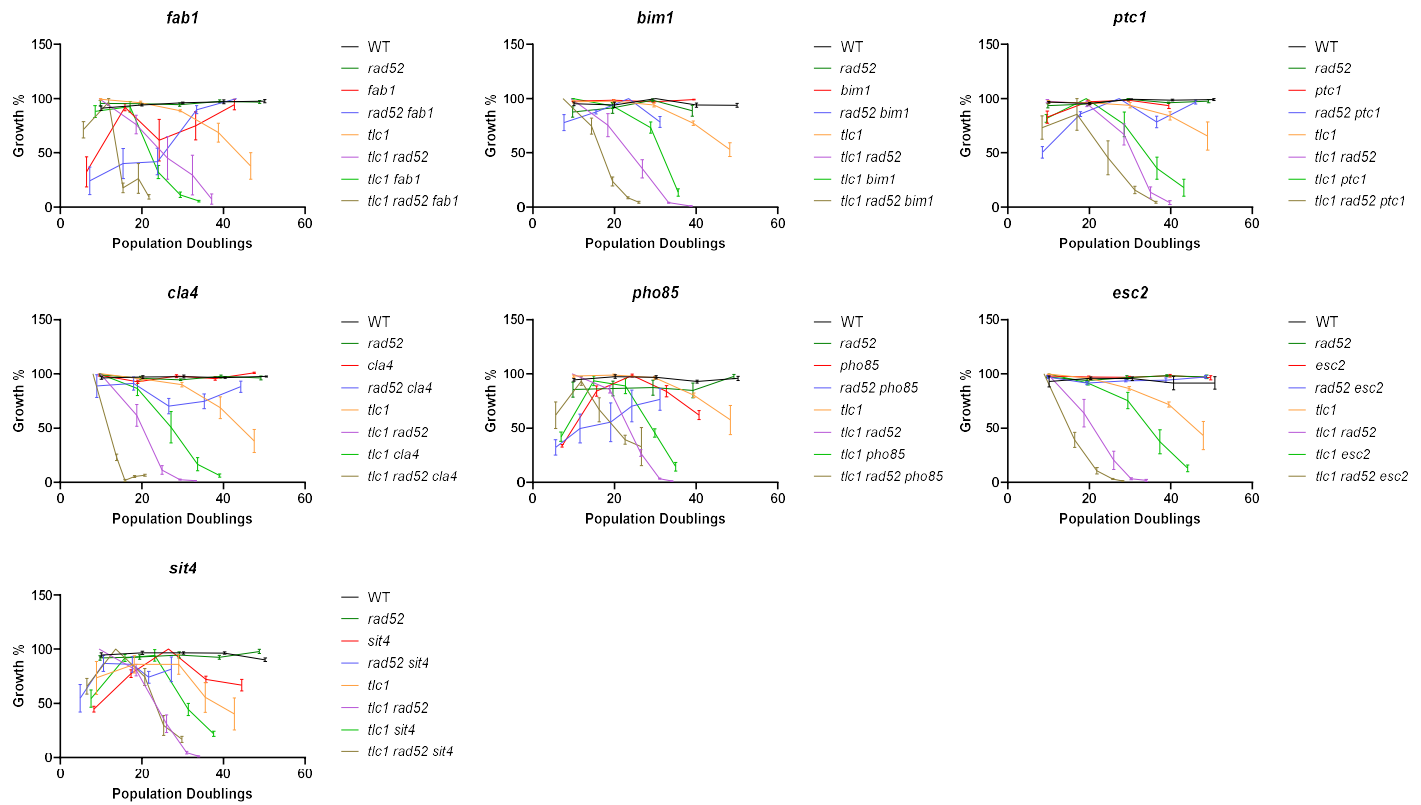 fab1
150
100
50
0
Growth %
0
20
40
60
Population Doublings
WT
rad52
fab1
rad52 fab1
tlc1
tlc1 rad52
tlc1 fab1
tlc1 rad52 fab1
bim1
150
100
50
0
Growth %
0
20
40
60
Population Doublings
WT
rad52
bim1
rad52 bim1
tlc1
tlc1 rad52
tlc1 bim1
tlc1 rad52 bim1
ptc1
150
100
50
0
Growth %
0
20
40
60
Population Doublings
WT
rad52
ptc1
rad52 ptc1
tlc1
tlc1 rad52
tlc1 ptc1
tlc1 rad52 ptc1
cla4
150
100
50
0
Growth %
0
20
40
60
Population Doublings
WT
rad52
cla4
rad52 cla4
tlc1
tlc1 rad52
tlc1 cla4
tlc1 rad52 cla4
pho85
150
100
50
0
Growth %
0
20
40
60
Population Doublings
WT
rad52
pho85
rad52 pho85
tlc1
tlc1 rad52
tlc1 pho85
tlc1 rad52 pho85
esc2
150
100
50
0
Growth %
0
20
40
60
Population Doublings
WT
rad52
esc2
rad52 esc2
tlc1
tlc1 rad52
tlc1 esc2
tlc1 rad52 esc2
sit4
150
100
50
0
Growth %
0
20
40
60
Population Doublings
WT
rad52
sit4
rad52 sit4
tlc1
tlc1 rad52
tlc1 sit4
tlc1 rad52 sit4